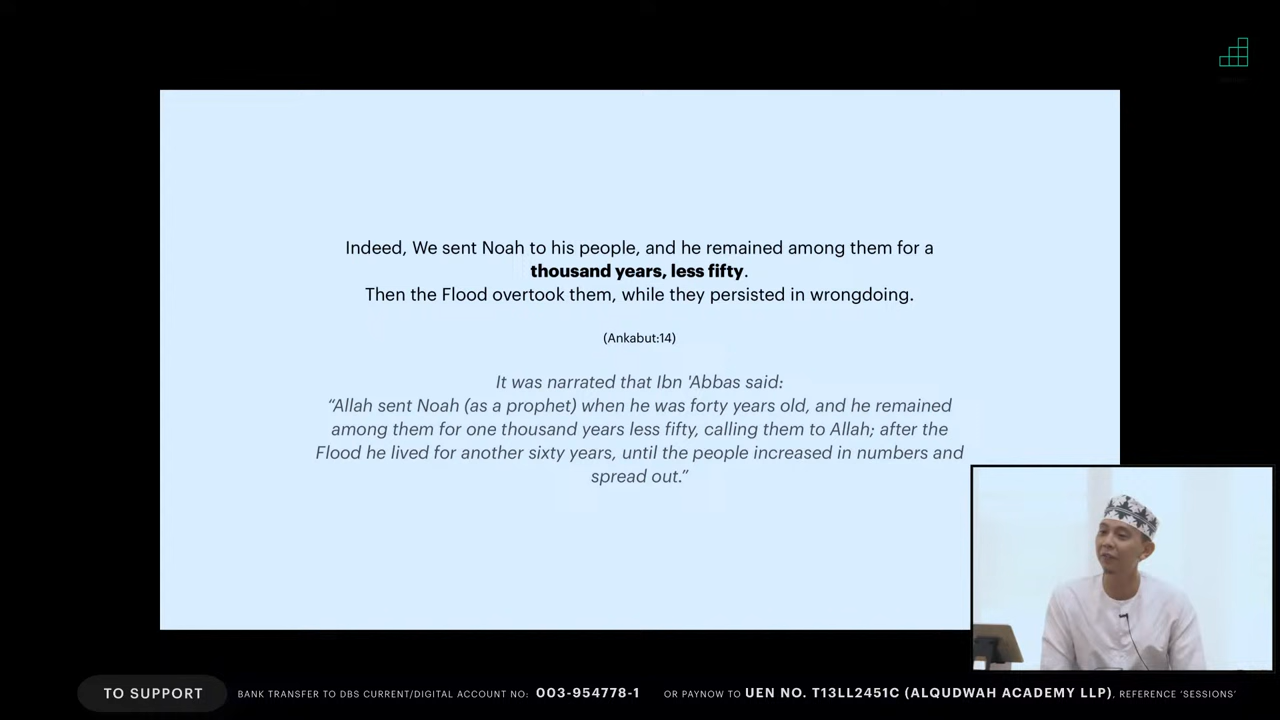 Indeed, We sent Noah to his people, and he remained among them for a
thousand years, less fifty.
Then the Flood overtook them, while they persisted in wrongdoing.
(Ankabut:14)
It was narrated that Ibn 'Abbas said:
“Allah sent Noah (as a prophet) when he was forty years old, and he remained
among them for one thousand years less fifty, calling them to Allah; after the
Flood he lived for another sixty years, until the people increased in numbers and
spread out.”
TO SUPPORT BANK TRANSFER TO DBS CURRENT/DIGITAL ACCOUNT NO: 003-954778-1 OR PAYNOW TO UEN NO. T13LL2451C (ALQUDWAH ACADEMY LLP), REFERENCE ‘SESSIONS’